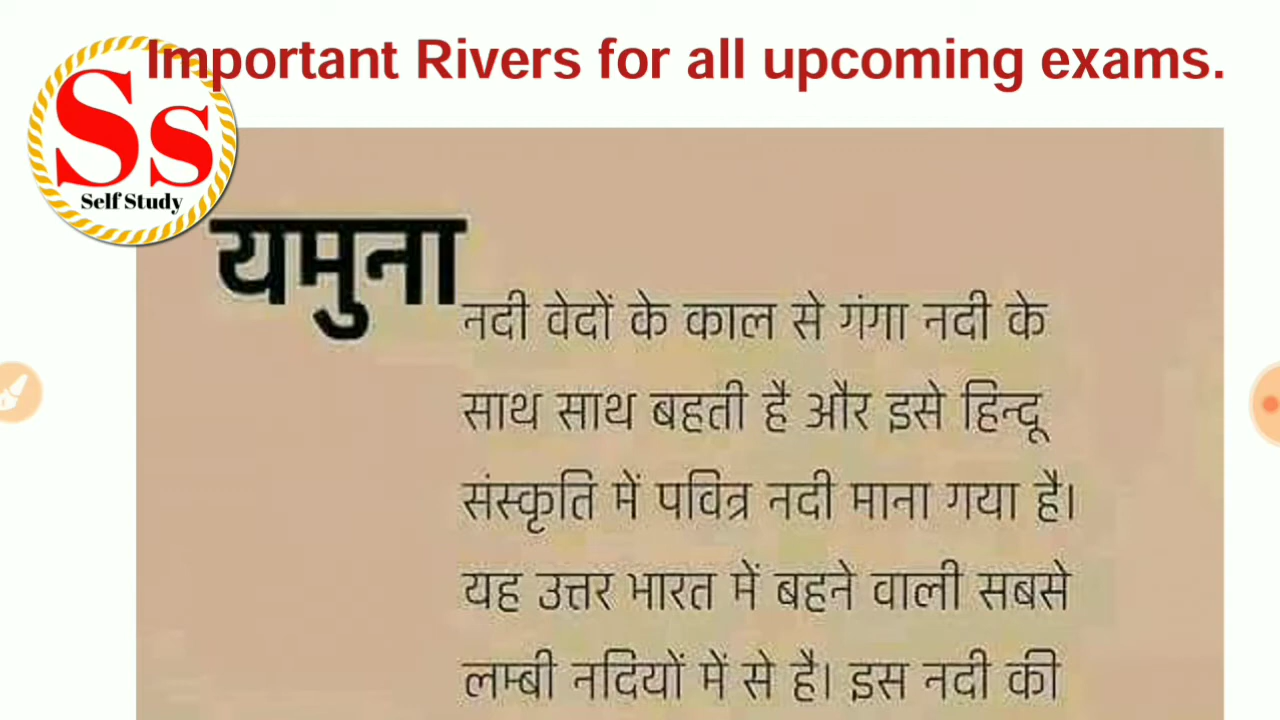 Important Rivers for all upcoming exams.
Ss
Self Study
यमुना
नदी वेदों के काल से गंगा नदी के
साथ साथ बहती है और इसे हिन्दू
संस्कृति में पवित्र नदी माना गया है।
यह उत्तर भारत में बहने वाली सबसे
लम्बी नदियों में से है। इस नदी की